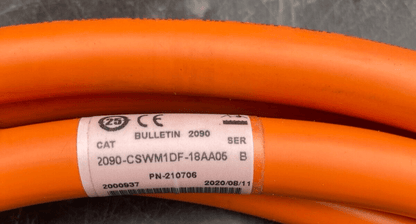 25
BULLETIN 2090
CAT SER
2090-CSWM1DF-18AA05 B
PN-210706
2000937 2020/08/11